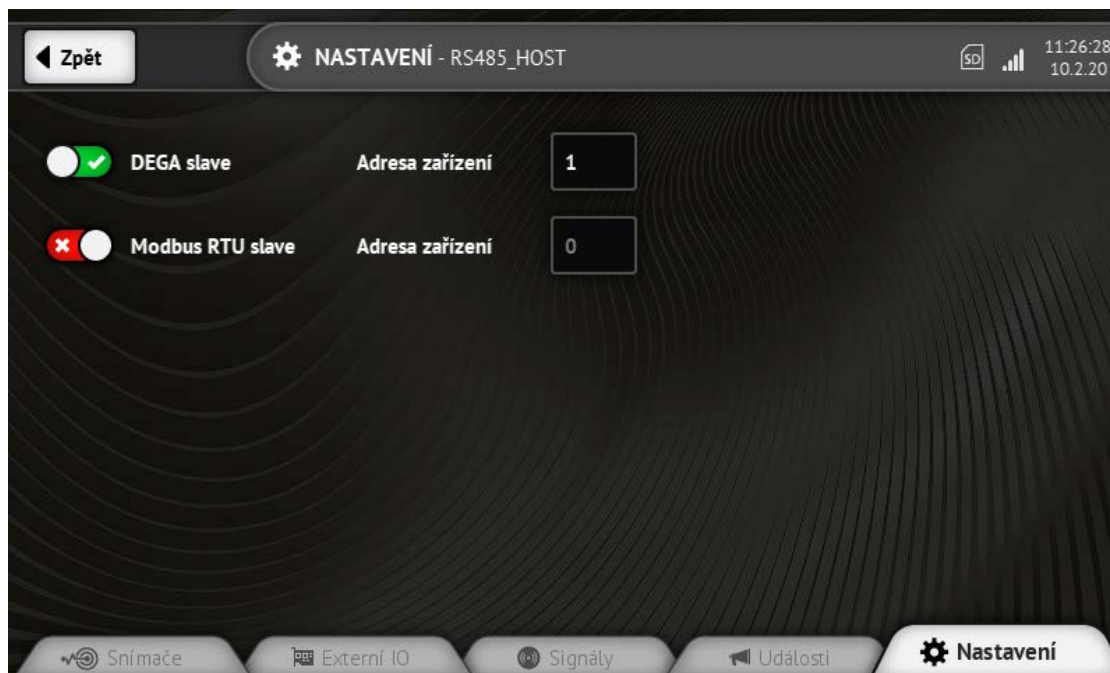 Zpět
NASTAVENÍ - RS485_HOST
SD
11:26:28
10.2.20
DEGA slave Adresa zařízení 1
Modbus RTU slave Adresa zařízení 0
Snímače Externí IO Signály Události Nastavení